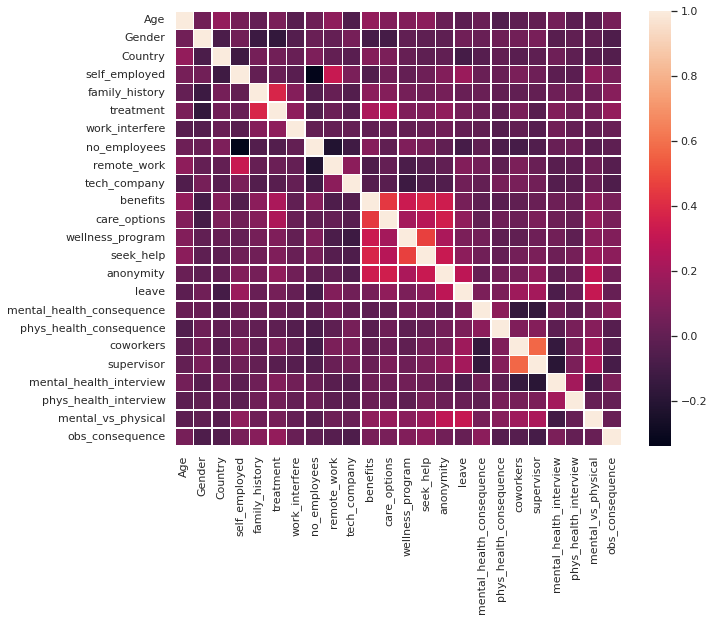 Age
Gender
Country
self_employed
family_history
treatment
work_interfere
no_employees
remote_work
tech_company
benefits
care_options
wellness_program
seek_help
anonymity
leave
mental_health_consequence
phys_health_consequence
coworkers
supervisor
mental_health_interview
phys_health_interview
mental_vs_physical
obs_consequence
Age
Gender
Country
self_employed
family_history
treatment
work_interfere
no_employees
remote_work
tech_company
benefits
care_options
wellness_program
seek_help
anonymity
leave
mental_health_consequence
phys_health_consequence
coworkers
supervisor
mental_health_interview
phys_health_interview
mental_vs_physical
obs_consequence
1.0
0.8
0.6
0.4
0.2
0.0
−0.2